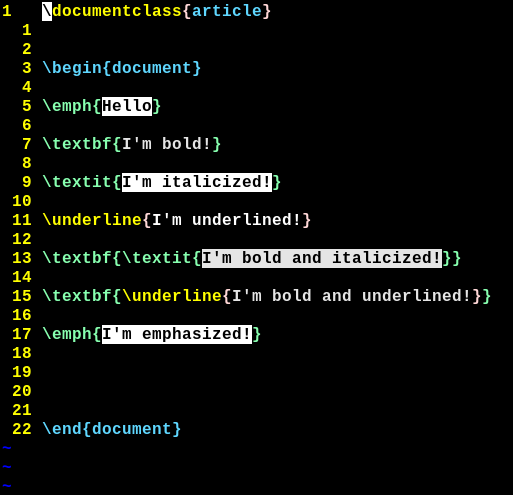 1 \documentclass{article}
1
2
3 \begin{document}
4
5 \emph{Hello}
6
7 \textbf{I'm bold!}
8
9 \textit{I'm italicized!}
10
11 \underline{I'm underlined!}
12
13 \textbf{\textit{I'm bold and italicized!}}
14
15 \textbf{\underline{I'm bold and underlined!}}
16
17 \emph{I'm emphasized!}
18
19
20
21
22 \end{document}
~
~
~